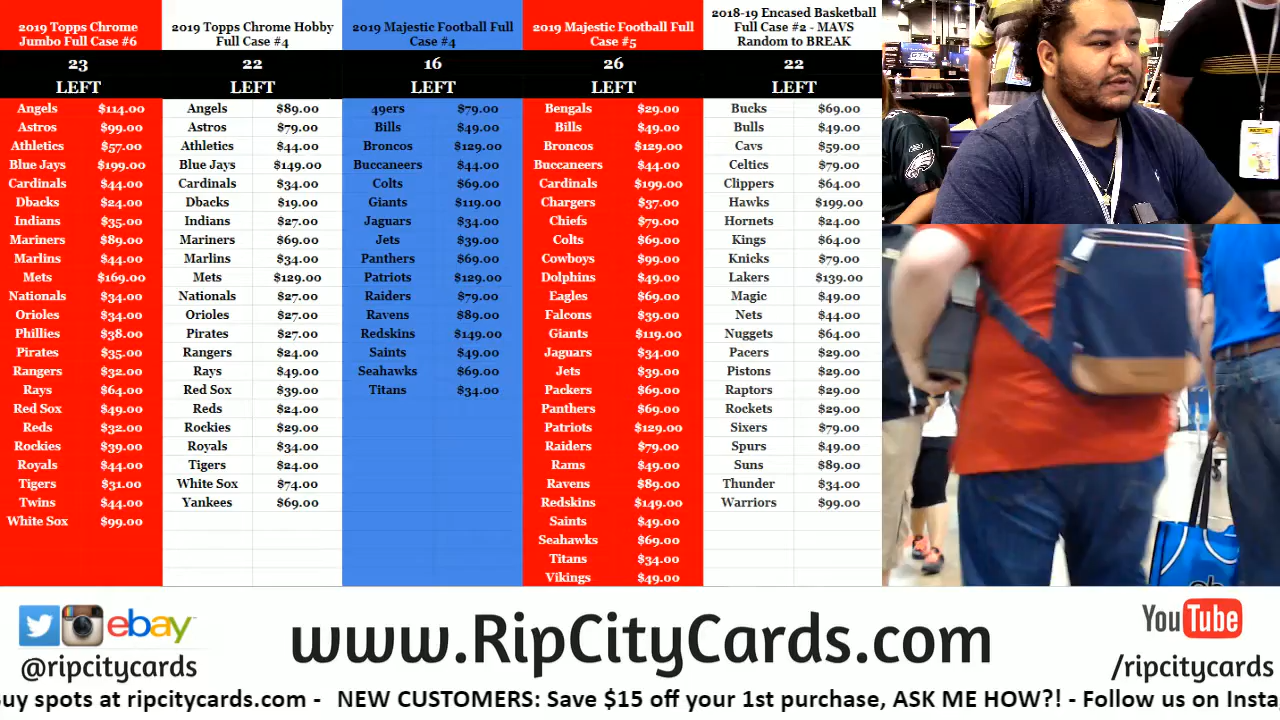 2019 Topps Chrome
Jumbo Full Case #6
23
LEFT
Angels $114.00
Astros $99.00
Athletics $57.00
Blue Jays $199.00
Cardinals $44.00
Dbacks $24.00
Indians $35.00
Mariners $89.00
Marlins $44.00
Mets $169.00
Nationals $34.00
Orioles $34.00
Phillies $38.00
Pirates $35.00
Rangers $32.00
Rays $64.00
Red Sox $49.00
Reds $32.00
Rockies $39.00
Royals $44.00
Tigers $31.00
Twins $44.00
White Sox $99.00
2019 Topps Chrome Hobby
Full Case #4
22
LEFT
Angels $89.00
Astros $79.00
Athletics $44.00
Blue Jays $149.00
Cardinals $34.00
Dbacks $19.00
Indians $27.00
Mariners $69.00
Marlins $34.00
Mets $129.00
Nationals $27.00
Orioles $27.00
Pirates $27.00
Rangers $24.00
Rays $49.00
Red Sox $39.00
Reds $24.00
Rockies $29.00
Royals $34.00
Tigers $24.00
White Sox $74.00
Yankees $69.00
2019 Majestic Football Full
Case #4
16
LEFT
49ers $79.00
Bills $49.00
Broncos $129.00
Buccaneers $44.00
Colts $69.00
Giants $119.00
Jaguars $34.00
Jets $39.00
Panthers $69.00
Patriots $129.00
Raiders $79.00
Ravens $89.00
Redskins $149.00
Saints $49.00
Seahawks $69.00
Titans $34.00
2019 Majestic Football Full
Case #5
26
LEFT
Bengals $29.00
Bills $49.00
Broncos $129.00
Buccaneers $44.00
Cardinals $199.00
Chargers $37.00
Chiefs $79.00
Colts $69.00
Cowboys $99.00
Dolphins $49.00
Eagles $69.00
Falcons $39.00
Giants $119.00
Jaguars $34.00
Jets $39.00
Packers $69.00
Panthers $69.00
Patriots $129.00
Raiders $79.00
Rams $49.00
Ravens $89.00
Redskins $149.00
Saints $49.00
Seahawks $69.00
Titans $34.00
Vikings $49.00
2018-19 Encased Basketball
Full Case #2 - MAVS
Random to BREAK
22
LEFT
Bucks $69.00
Bulls $49.00
Cavs $59.00
Celtics $79.00
Clippers $64.00
Hawks $199.00
Hornets $24.00
Kings $64.00
Knicks $79.00
Lakers $139.00
Magic $49.00
Nets $44.00
Nuggets $64.00
Pacers $29.00
Pistons $29.00
Raptors $29.00
Rockets $29.00
Sixers $79.00
Spurs $49.00
Suns $89.00
Thunder $34.00
Warriors $99.00
ebay
@ripcitycards
www.RipCityCards.com
YouTube
/ripcitycards
Buy spots at ripcitycards.com - NEW CUSTOMERS: Save $15 off your 1st purchase, ASK ME HOW?! - Follow us on Insta